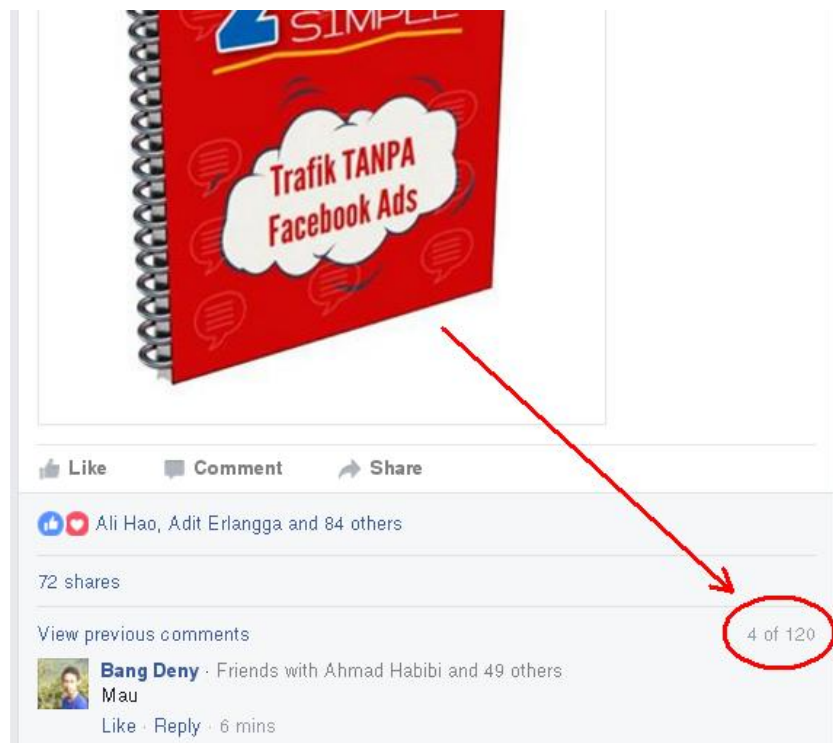 2 SIMPLE
Trafik TANPA
Facebook Ads
Like Comment Share
Ali Hao, Adit Erlangga and 84 others
72 shares
View previous comments 4 of 120
Bang Deny · Friends with Ahmad Habibi and 49 others
Mau
Like · Reply · 6 mins